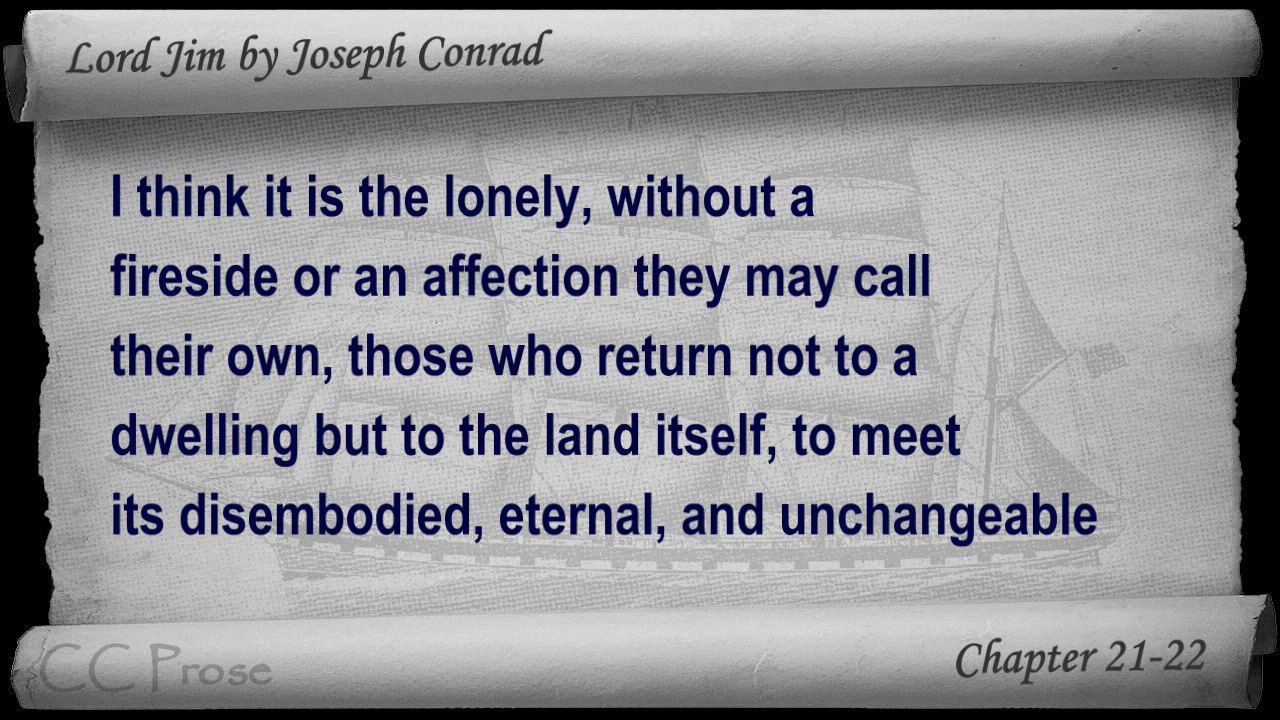 Lord Jim by Joseph Conrad
I think it is the lonely, without a
fireside or an affection they may call
their own, those who return not to a
dwelling but to the land itself, to meet
its disembodied, eternal, and unchangeable
CC Prose
Chapter 21-22